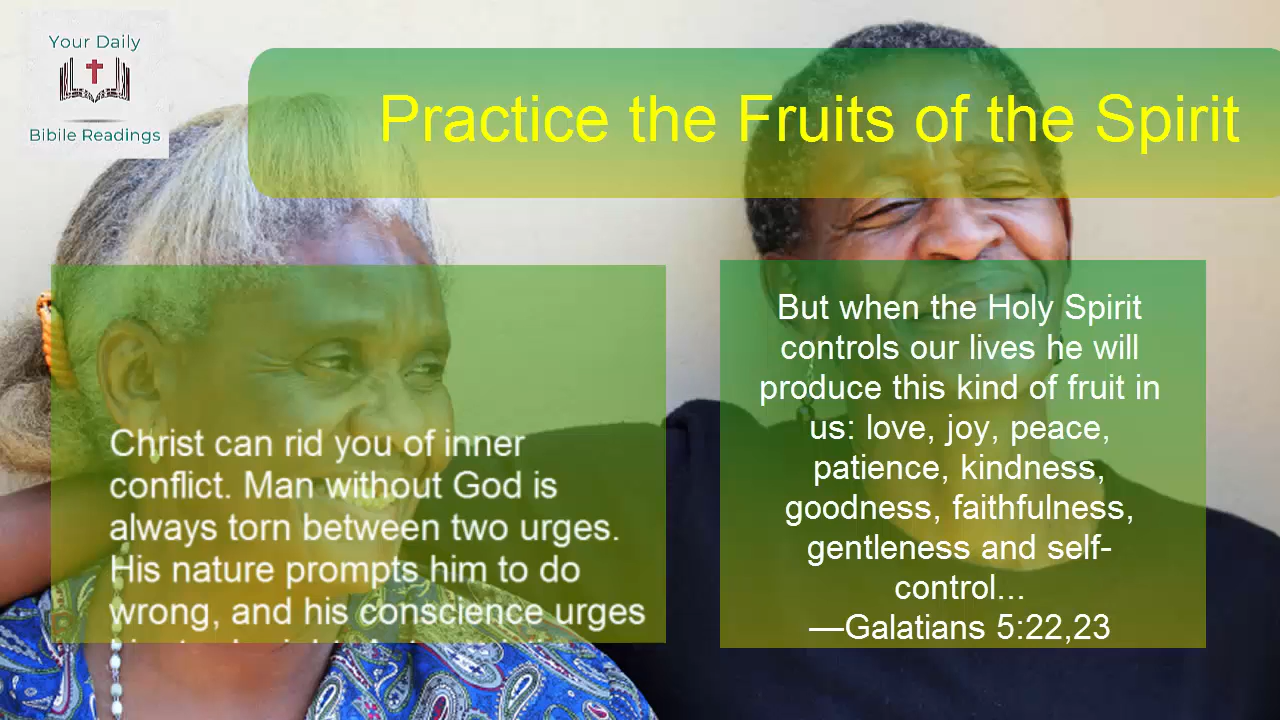 Your Daily
Bibile Readings
Practice the Fruits of the Spirit
Christ can rid you of inner
conflict. Man without God is
always torn between two urges.
His nature prompts him to do
wrong, and his conscience urges
But when the Holy Spirit
controls our lives he will
produce this kind of fruit in
us: love, joy, peace,
patience, kindness,
goodness, faithfulness,
gentleness and self-
control...
—Galatians 5:22,23